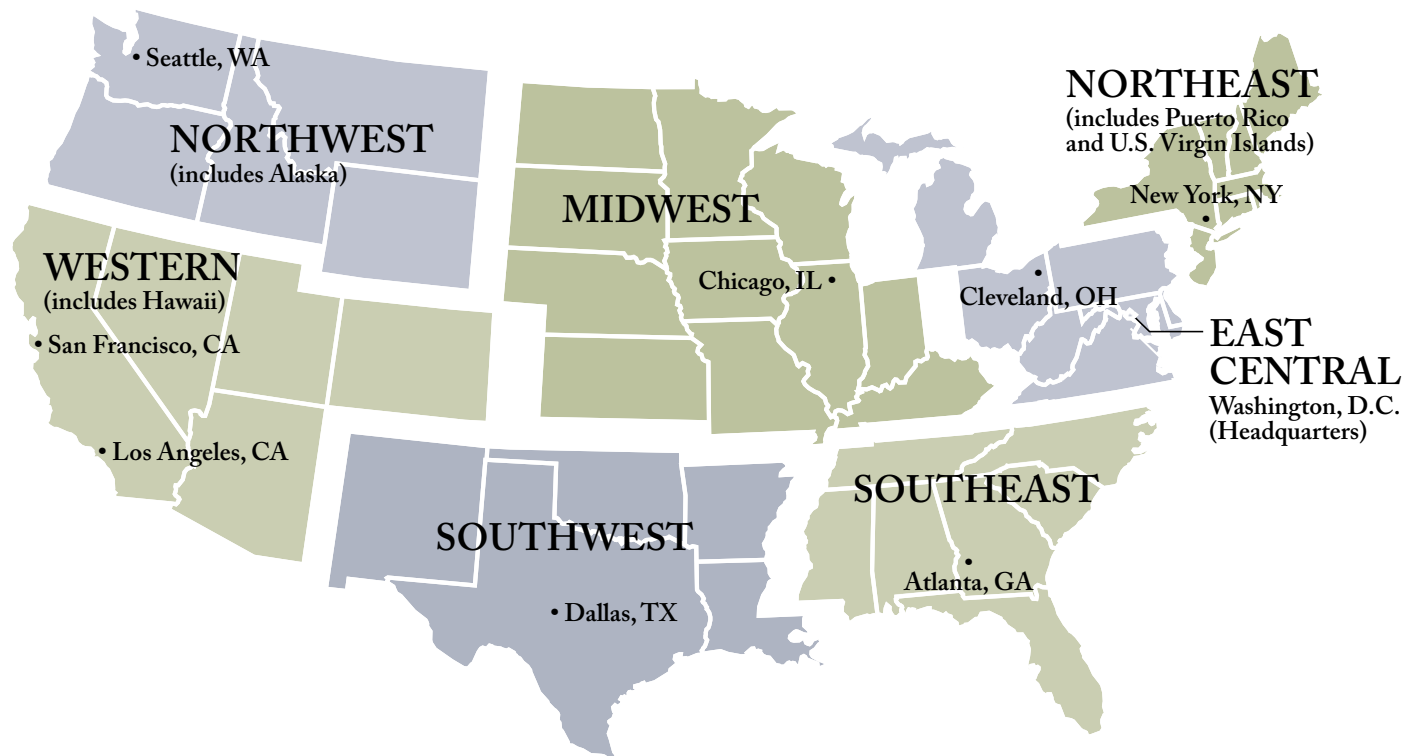 • Seattle, WA
NORTHWEST
(includes Alaska)
WESTERN
(includes Hawaii)
• San Francisco, CA
• Los Angeles, CA
MIDWEST
Chicago, IL •
SOUTHWEST
• Dallas, TX
NORTHEAST
(includes Puerto Rico
and U.S. Virgin Islands)
New York, NY
•
•
Cleveland, OH
EAST
CENTRAL
Washington, D.C.
(Headquarters)
SOUTHEAST
•
Atlanta, GA